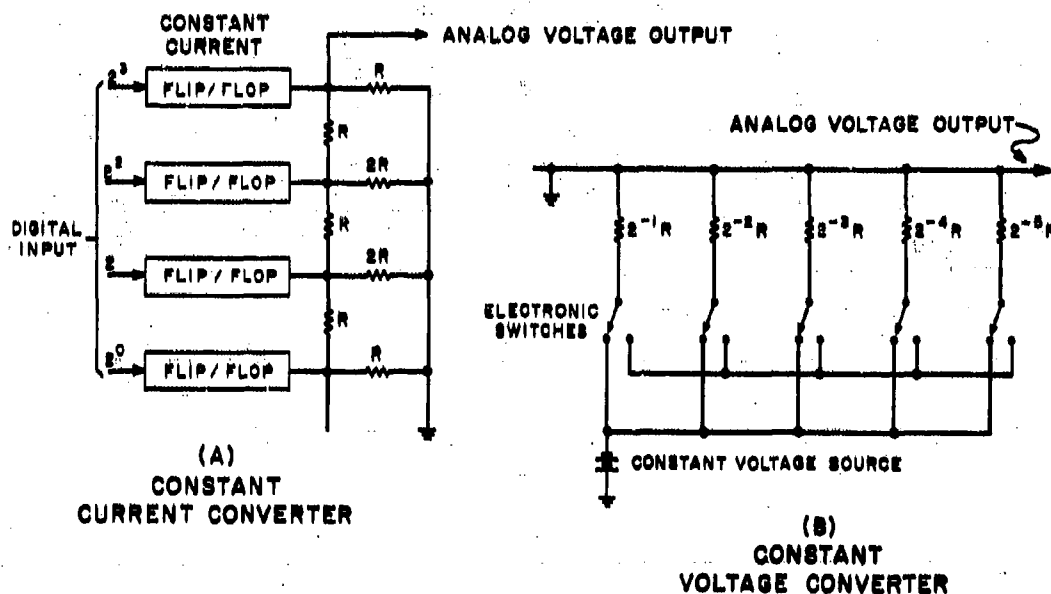 CONSTANT
CURRENT
ANALOG VOLTAGE OUTPUT
2³
FLIP/FLOP
R
R
2²
FLIP/FLOP
2R
R
DIGITAL
INPUT
2
FLIP/FLOP
2R
R
2⁰
FLIP/FLOP
R
(A)
CONSTANT
CURRENT CONVERTER
ANALOG VOLTAGE OUTPUT
2⁻¹R
2⁻²R
2⁻³R
2⁻⁴R
2⁻⁵R
ELECTRONIC
SWITCHES
CONSTANT VOLTAGE SOURCE
(B)
CONSTANT
VOLTAGE CONVERTER